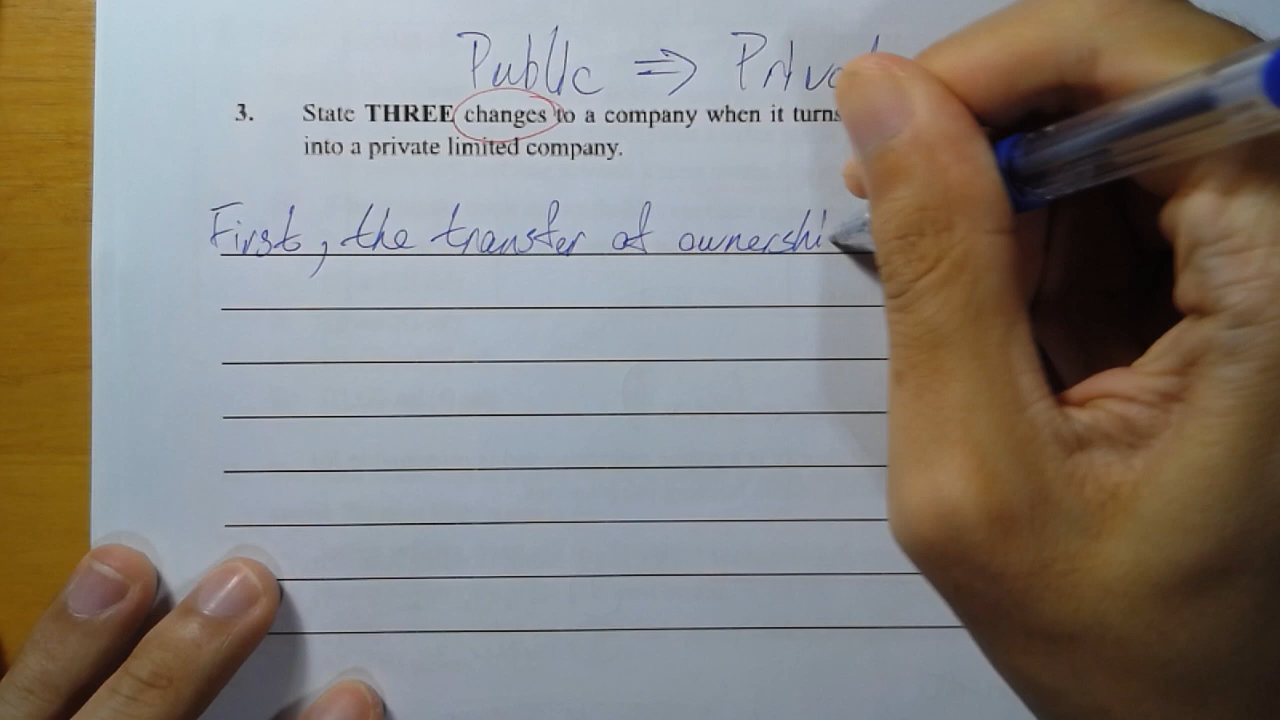 Public ⇒ Priva
3. State THREE changes to a company when it turns
into a private limited company.
First, the transfer of ownershi